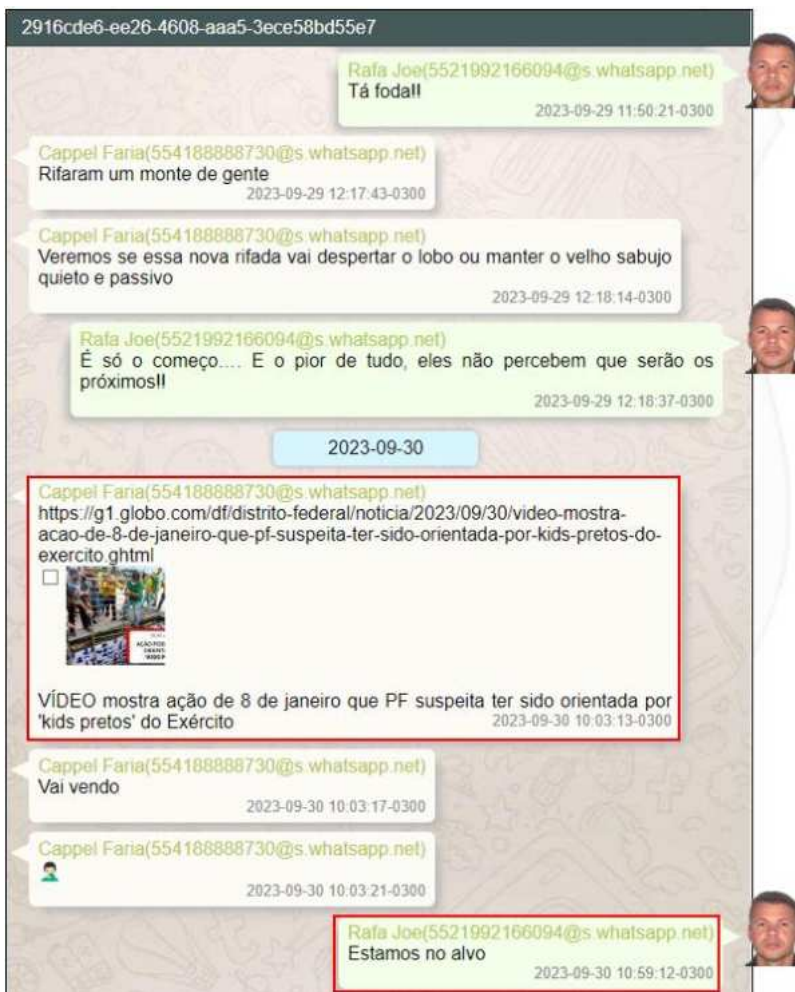 2916cde6-ee26-4608-aaa5-3ece58bd55e7
Rafa Joe(5521992166094@s.whatsapp.net)
Tá foda!!
2023-09-29 11:50:21-0300
Cappel Faria(554188888730@s.whatsapp.net)
Rifaram um monte de gente
2023-09-29 12:17:43-0300
Cappel Faria(554188888730@s.whatsapp.net)
Veremos se essa nova rifada vai despertar o lobo ou manter o velho sabujo
quieto e passivo
2023-09-29 12:18:14-0300
Rafa Joe(5521992166094@s.whatsapp.net)
É só o começo.... E o pior de tudo, eles não percebem que serão os
próximos!!
2023-09-29 12:18:37-0300
2023-09-30
Cappel Faria(554188888730@s.whatsapp.net)
https://g1.globo.com/df/distrito-federal/noticia/2023/09/30/video-mostra-
acao-de-8-de-janeiro-que-pf-suspeita-ter-sido-orientada-por-kids-pretos-do-
exercito.ghtml
VÍDEO mostra ação de 8 de janeiro que PF suspeita ter sido orientada por
'kids pretos' do Exército
2023-09-30 10:03:13-0300
Cappel Faria(554188888730@s.whatsapp.net)
Vai vendo
2023-09-30 10:03:17-0300
Cappel Faria(554188888730@s.whatsapp.net)
2023-09-30 10:03:21-0300
Rafa Joe(5521992166094@s.whatsapp.net)
Estamos no alvo
2023-09-30 10:59:12-0300